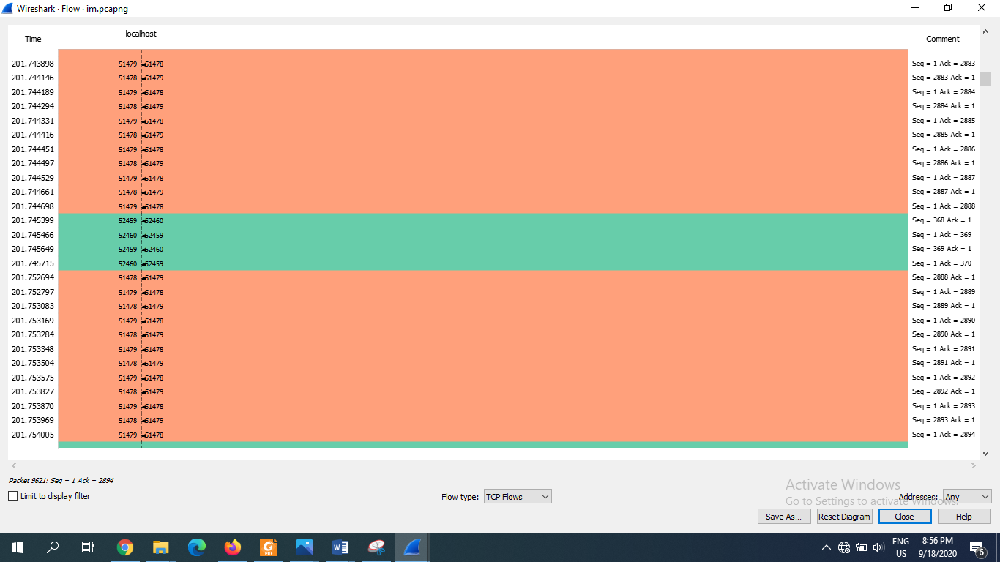 Wireshark · Flow · im.pcapng
Time localhost Comment
201.743898 51479 51478 Seq = 1 Ack = 2883
201.744146 51478 51479 Seq = 2883 Ack = 1
201.744189 51479 51478 Seq = 1 Ack = 2884
201.744294 51478 51479 Seq = 2884 Ack = 1
201.744331 51479 51478 Seq = 1 Ack = 2885
201.744416 51478 51479 Seq = 2885 Ack = 1
201.744451 51479 51478 Seq = 1 Ack = 2886
201.744497 51478 51479 Seq = 2886 Ack = 1
201.744529 51479 51478 Seq = 1 Ack = 2887
201.744661 51478 51479 Seq = 2887 Ack = 1
201.744698 51479 51478 Seq = 1 Ack = 2888
201.745399 52459 52460 Seq = 368 Ack = 1
201.745466 52460 52459 Seq = 1 Ack = 369
201.745649 52459 52460 Seq = 369 Ack = 1
201.745715 52460 52459 Seq = 1 Ack = 370
201.752694 51478 51479 Seq = 2888 Ack = 1
201.752797 51479 51478 Seq = 1 Ack = 2889
201.753083 51478 51479 Seq = 2889 Ack = 1
201.753169 51479 51478 Seq = 1 Ack = 2890
201.753284 51478 51479 Seq = 2890 Ack = 1
201.753348 51479 51478 Seq = 1 Ack = 2891
201.753504 51478 51479 Seq = 2891 Ack = 1
201.753575 51479 51478 Seq = 1 Ack = 2892
201.753827 51478 51479 Seq = 2892 Ack = 1
201.753870 51479 51478 Seq = 1 Ack = 2893
201.753969 51478 51479 Seq = 2893 Ack = 1
201.754005 51479 51478 Seq = 1 Ack = 2894
Packet 9621: Seq = 1 Ack = 2894
Limit to display filter Flow type: TCP Flows Addresses: Any
Activate Windows
Go to Settings to activate Windows.
Save As... Reset Diagram Close Help
ENG 8:56 PM
US 9/18/2020 6